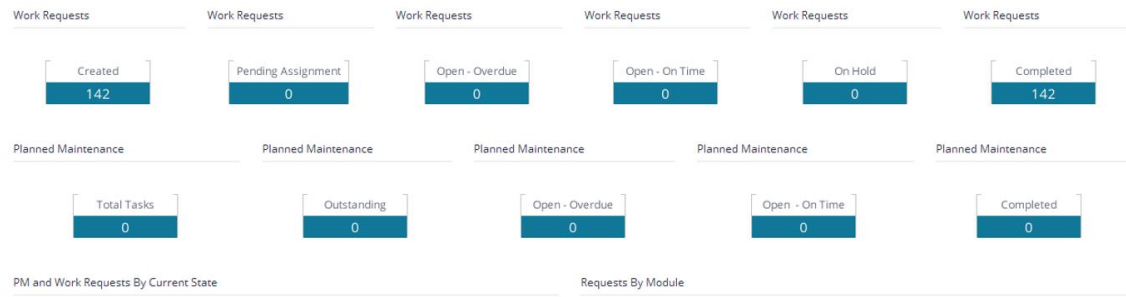 Work Requests Work Requests Work Requests Work Requests Work Requests Work Requests
Created Pending Assignment Open - Overdue Open - On Time On Hold Completed
142 0 0 0 0 142
Planned Maintenance Planned Maintenance Planned Maintenance Planned Maintenance Planned Maintenance
Total Tasks Outstanding Open - Overdue Open - On Time Completed
0 0 0 0 0
PM and Work Requests By Current State Requests By Module